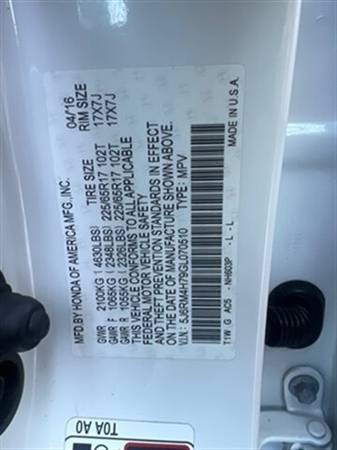 MFD.BY HONDA OF AMERICA MFG.,INC. 04/16
TIRE SIZE RIM SIZE
GVWR 2100KG ( 4630LBS)
GAWR F 1065KG ( 2348LBS) 225/65R17 102T 17X7J
GAWR R 1055KG ( 2326LBS) 225/65R17 102T 17X7J
THIS VEHICLE CONFORMS TO ALL APPLICABLE
FEDERAL MOTOR VEHICLE SAFETY
AND THEFT PREVENTION STANDARDS IN EFFECT
ON THE DATE OF MANUFACTURE SHOWN ABOVE.
V.I.N.: 5J6RM4H79GL070510 TYPE: MPV
T1W G AC5 - NH603P - L - L MADE IN U.S.A.
T0A A0